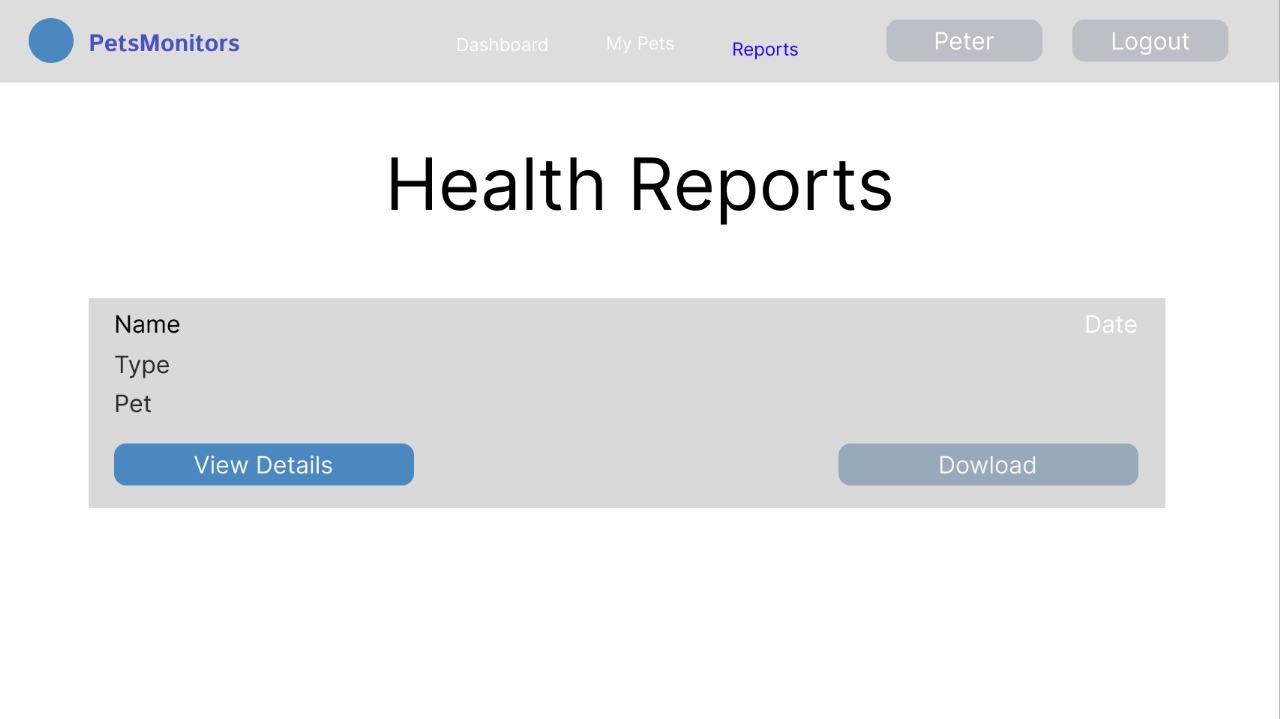 PetsMonitors
Dashboard
My Pets
Reports
Peter
Logout
Health Reports
Name
Date
Type
Pet
View Details
Dowload